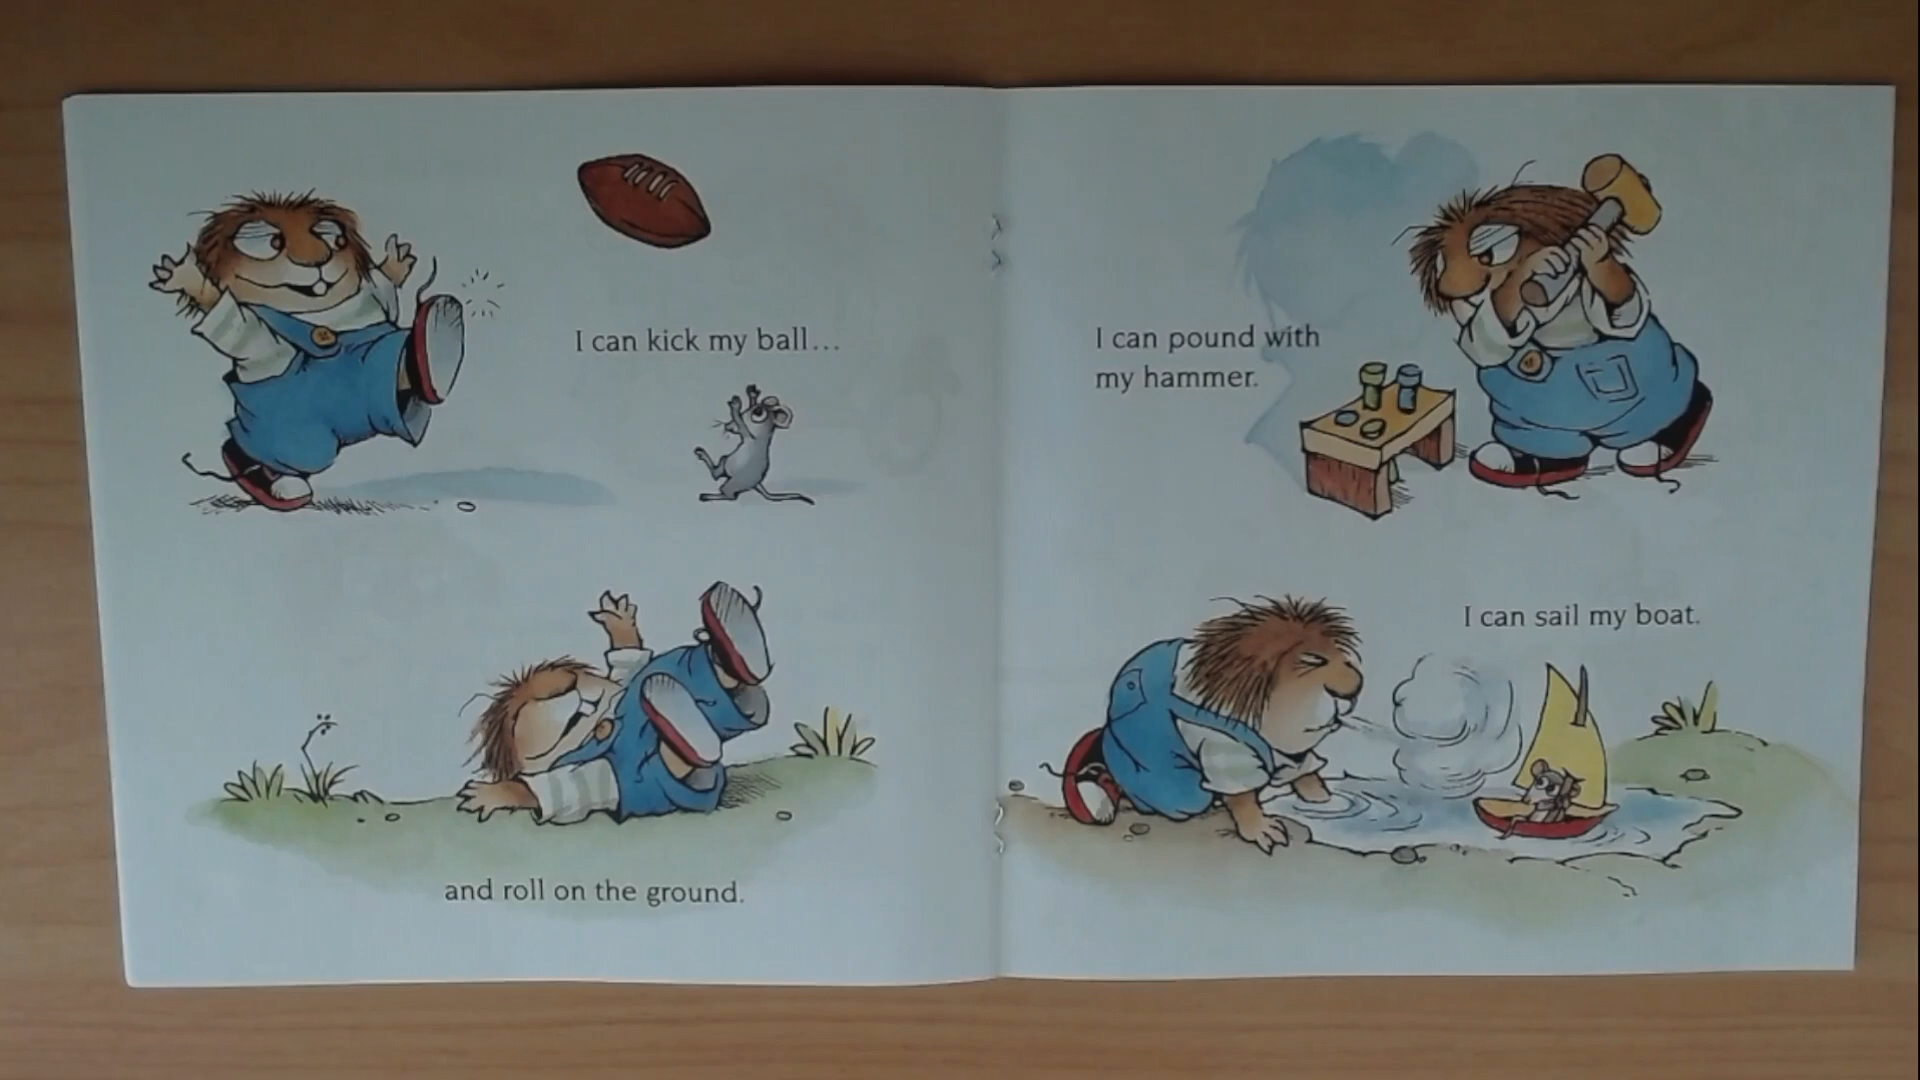 I can kick my ball...
and roll on the ground.
I can pound with
my hammer.
I can sail my boat.